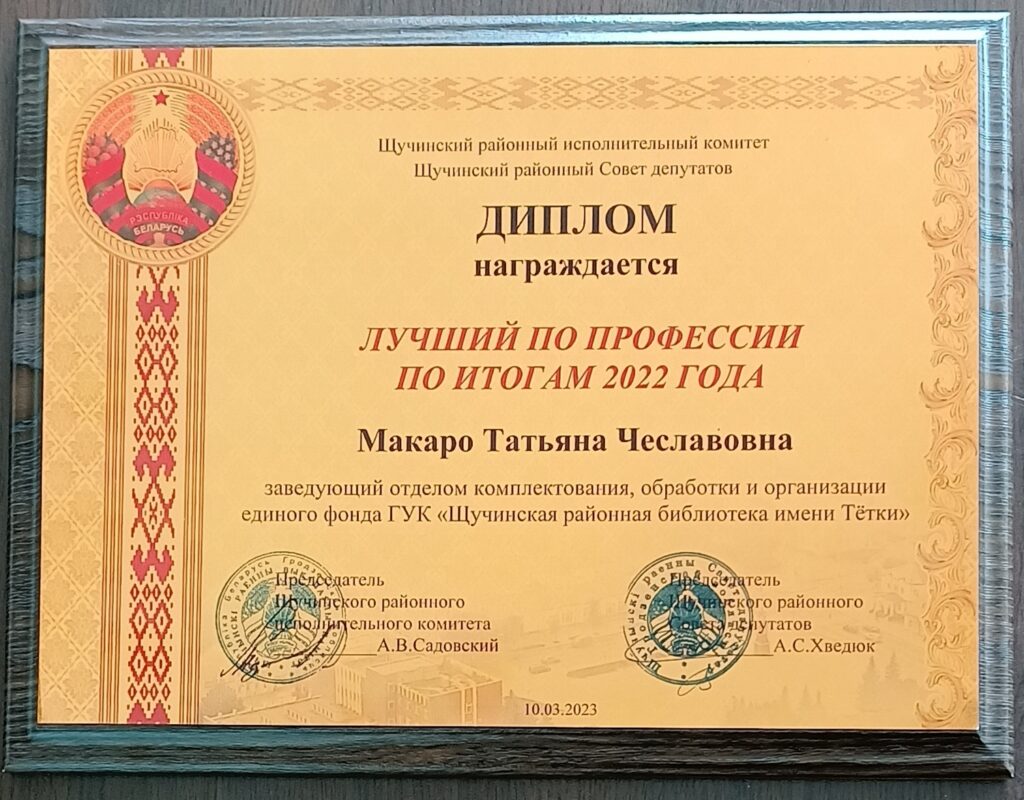 РЭСПУБЛІКА
БЕЛАРУСЬ
Щучинский районный исполнительный комитет
Щучинский районный Совет депутатов
ДИПЛОМ
награждается
ЛУЧШИЙ ПО ПРОФЕССИИ
ПО ИТОГАМ 2022 ГОДА
Макаро Татьяна Чеславовна
заведующий отделом комплектования, обработки и организации
единого фонда ГУК «Щучинская районная библиотека имени Тётки»
Председатель
Щучинского районного
исполнительного комитета
А.В.Садовский
Председатель
Щучинского районного
Совета депутатов
А.С.Хведюк
10.03.2023